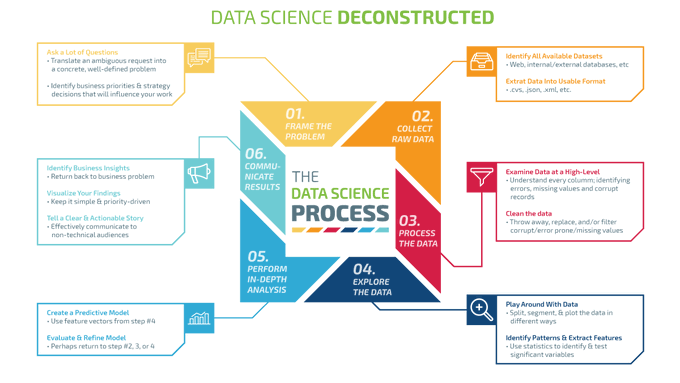 DATA SCIENCE DECONSTRUCTED
Ask a Lot of Questions
• Translate an ambiguous request into
a concrete, well-defined problem
• Identify business priorities & strategy
decisions that will influence your work
Identify All Available Datasets
• Web, internal/external databases, etc
Extrat Data Into Usable Format
• .cvs, .json, .xml, etc.
01.
FRAME THE
PROBLEM
02.
COLLECT
RAW DATA
06.
COMMU-
NICATE
RESULTS
THE
DATA SCIENCE
PROCESS
03.
PROCESS
THE DATA
05.
PERFORM
IN-DEPTH
ANALYSIS
04.
EXPLORE
THE DATA
Identify Business Insights
• Return back to business problem
Visualize Your Findings
• Keep it simple & priority-driven
Tell a Clear & Actionable Story
• Effectively communicate to
non-technical audiences
Examine Data at a High-Level
• Understand every column; identifying
errors, missing values and corrupt
records
Clean the data
• Throw away, replace, and/or filter
corrupt/error prone/missing values
Create a Predictive Model
• Use feature vectors from step #4
Evaluate & Refine Model
• Perhaps return to step #2, 3, or 4
Play Around With Data
• Split, segment, & plot the data in
different ways
Identify Patterns & Extract Features
• Use statistics to identify & test
significant variables